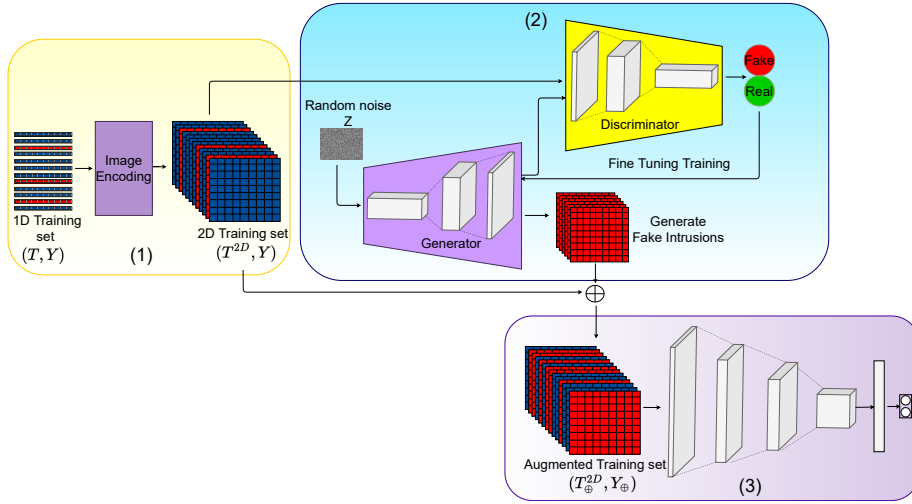 (2)
Fake
Real
Random noise
Z
Discriminator
Image
Encoding
Fine Tuning Training
1D Training
set
(T, Y)
(1)
2D Training set
(T^{2D}, Y)
Generator
Generate
Fake Intrusions
⊕
Augmented Training set
(T_⊕^{2D}, Y_⊕)
(3)